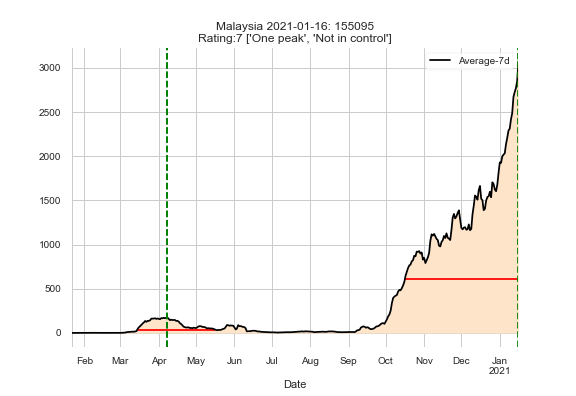 Malaysia 2021-01-16: 155095
Rating:7 ['One peak', 'Not in control']
Average-7d
3000
2500
2000
1500
1000
500
0
Feb Mar Apr May Jun Jul Aug Sep Oct Nov Dec Jan
2021
Date